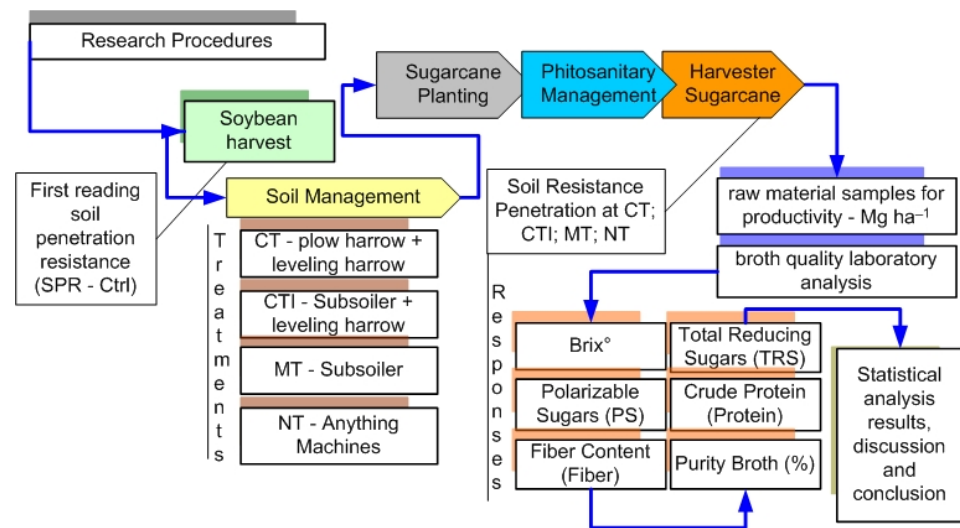 Research Procedures
Soybean
harvest
First reading
soil
penetration
resistance
(SPR - Ctrl)
Soil Management
Treatments
CT - plow harrow +
leveling harrow
CTI - Subsoiler +
leveling harrow
MT - Subsoiler
NT - Anything
Machines
Sugarcane
Planting
Phitosanitary
Management
Harvester
Sugarcane
Soil Resistance
Penetration at CT;
CTI; MT; NT
raw material samples for
productivity - Mg ha⁻¹
broth quality laboratory
analysis
Responses
Brix°
Polarizable
Sugars (PS)
Fiber Content
(Fiber)
Total Reducing
Sugars (TRS)
Crude Protein
(Protein)
Purity Broth (%)
Statistical
analysis
results,
discussion
and
conclusion